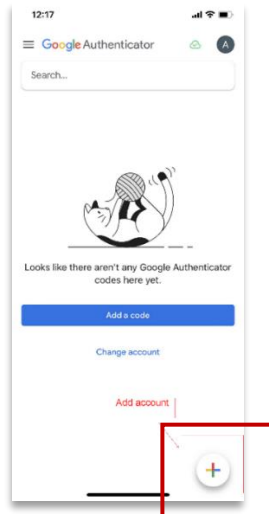 12:17
Google Authenticator
A
Search...
Looks like there aren't any Google Authenticator
codes here yet.
Add a code
Change account
Add account